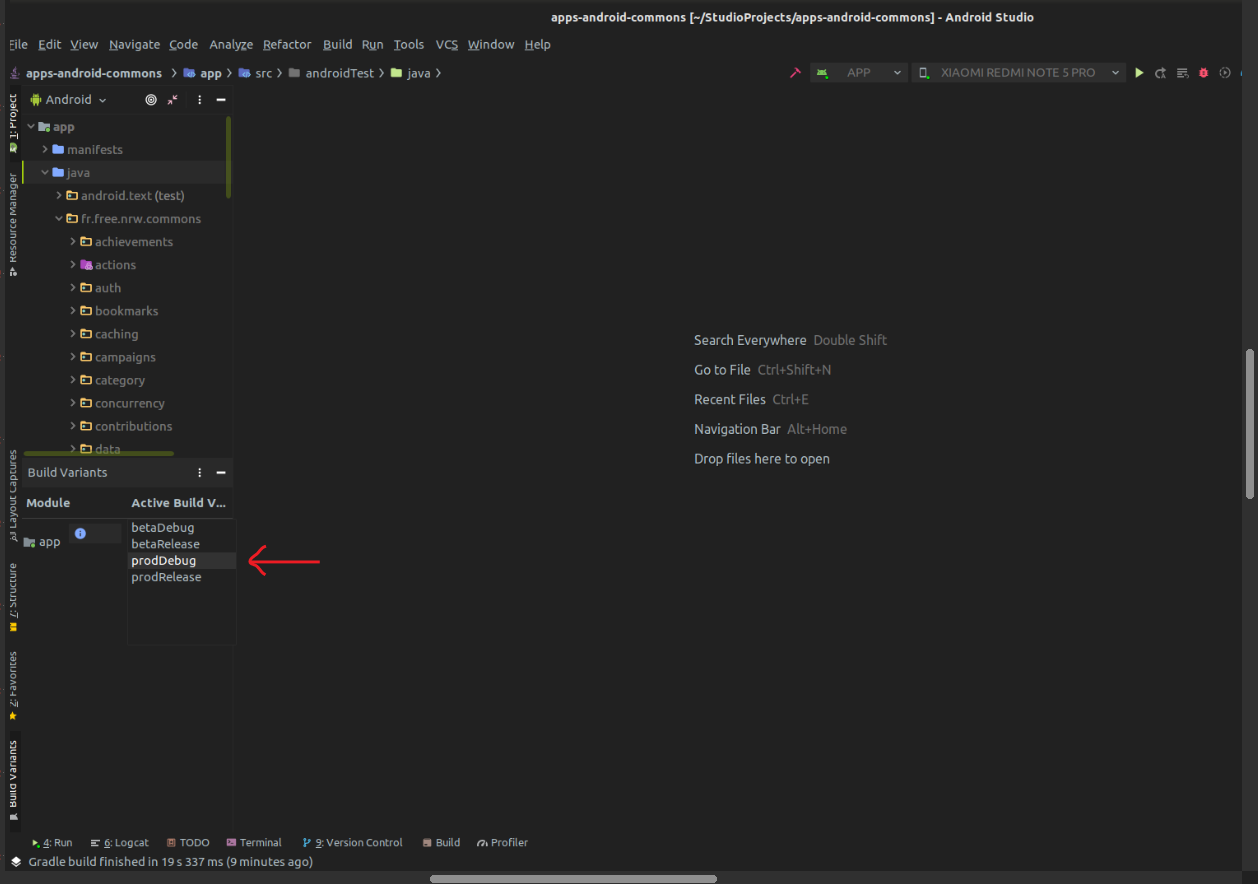 apps-android-commons [~/StudioProjects/apps-android-commons] - Android Studio
File Edit View Navigate Code Analyze Refactor Build Run Tools VCS Window Help
apps-android-commons app src androidTest java APP XIAOMI REDMI NOTE 5 PRO
1: Project
Resource Manager
Layout Captures
7: Structure
2: Favorites
Build Variants
Android
app
manifests
java
android.text (test)
fr.free.nrw.commons
achievements
actions
auth
bookmarks
caching
campaigns
category
concurrency
contributions
data
Search Everywhere Double Shift
Go to File Ctrl+Shift+N
Recent Files Ctrl+E
Navigation Bar Alt+Home
Drop files here to open
Build Variants
Module Active Build V...
app
betaDebug
betaRelease
prodDebug
prodRelease
4: Run 6: Logcat TODO Terminal 9: Version Control Build Profiler
Gradle build finished in 19 s 337 ms (9 minutes ago)